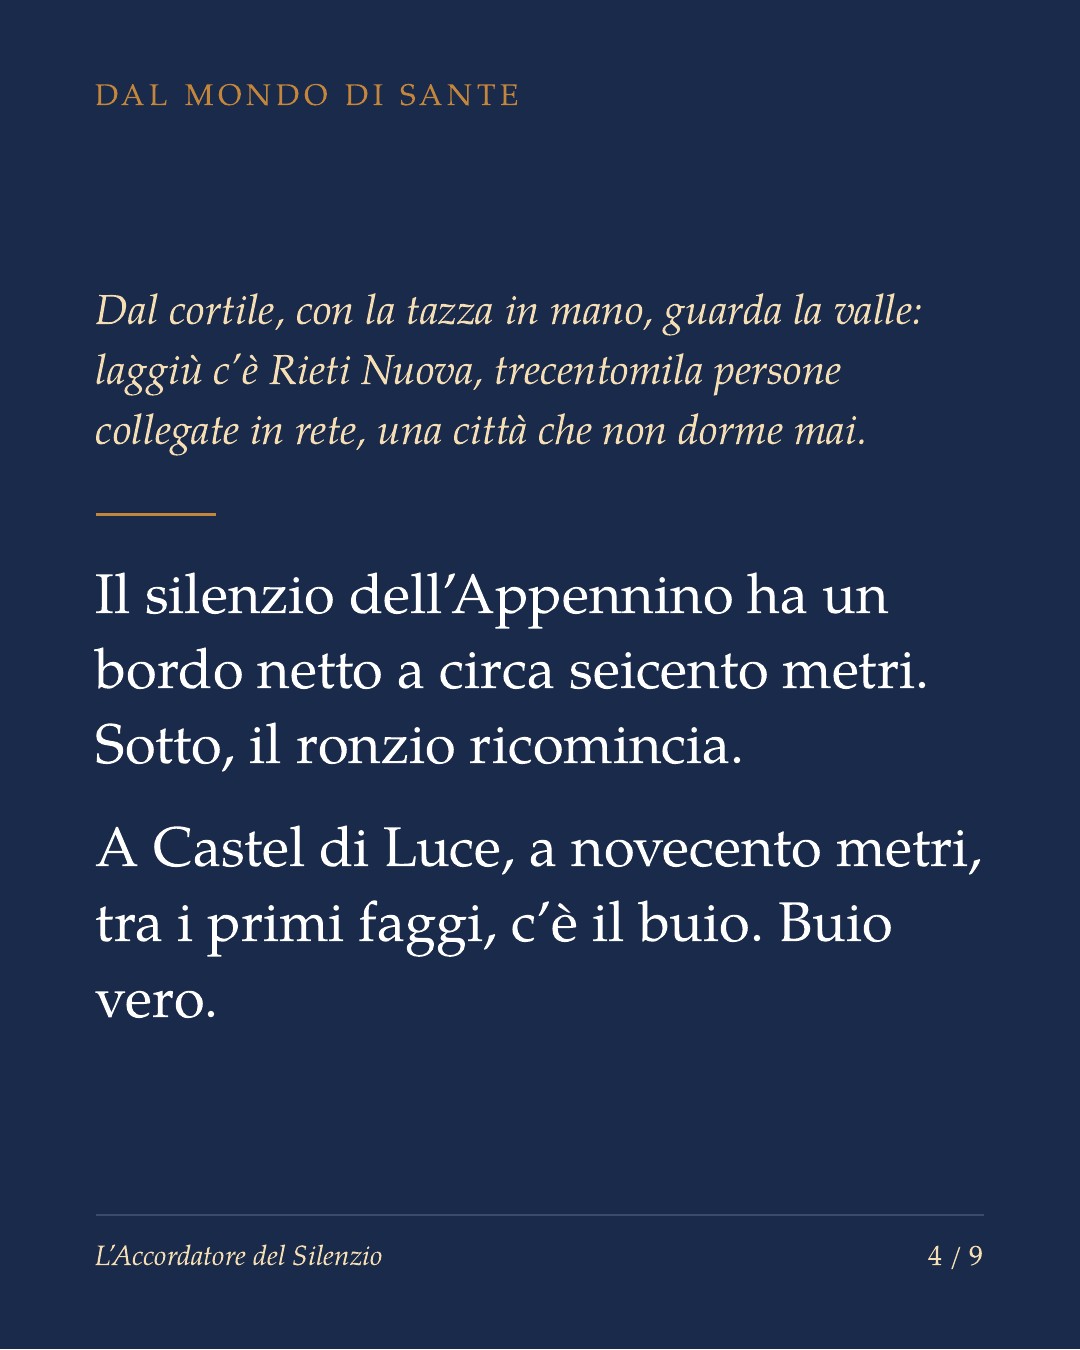 DAL MONDO DI SANTE
Dal cortile, con la tazza in mano, guarda la valle:
laggiù c’è Rieti Nuova, trecentomila persone
collegate in rete, una città che non dorme mai.
Il silenzio dell’Appennino ha un
bordo netto a circa seicento metri.
Sotto, il ronzio ricomincia.
A Castel di Luce, a novecento metri,
tra i primi faggi, c’è il buio. Buio
vero.
L’Accordatore del Silenzio
4 / 9